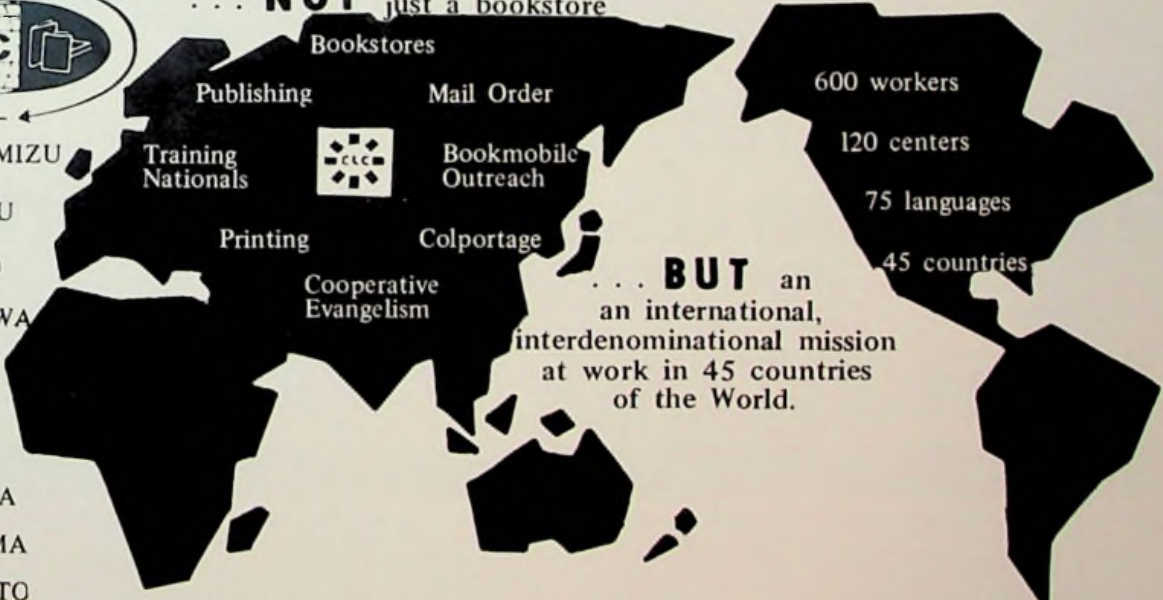 ... NOT just a bookstore
Bookstores
Publishing
Mail Order
Training
Nationals
CLC
Bookmobile
Outreach
Printing
Colportage
Cooperative
Evangelism
600 workers
120 centers
75 languages
45 countries
... BUT an
an international,
interdenominational mission
at work in 45 countries
of the World.
MIZU
U
WA
A
MA
TO